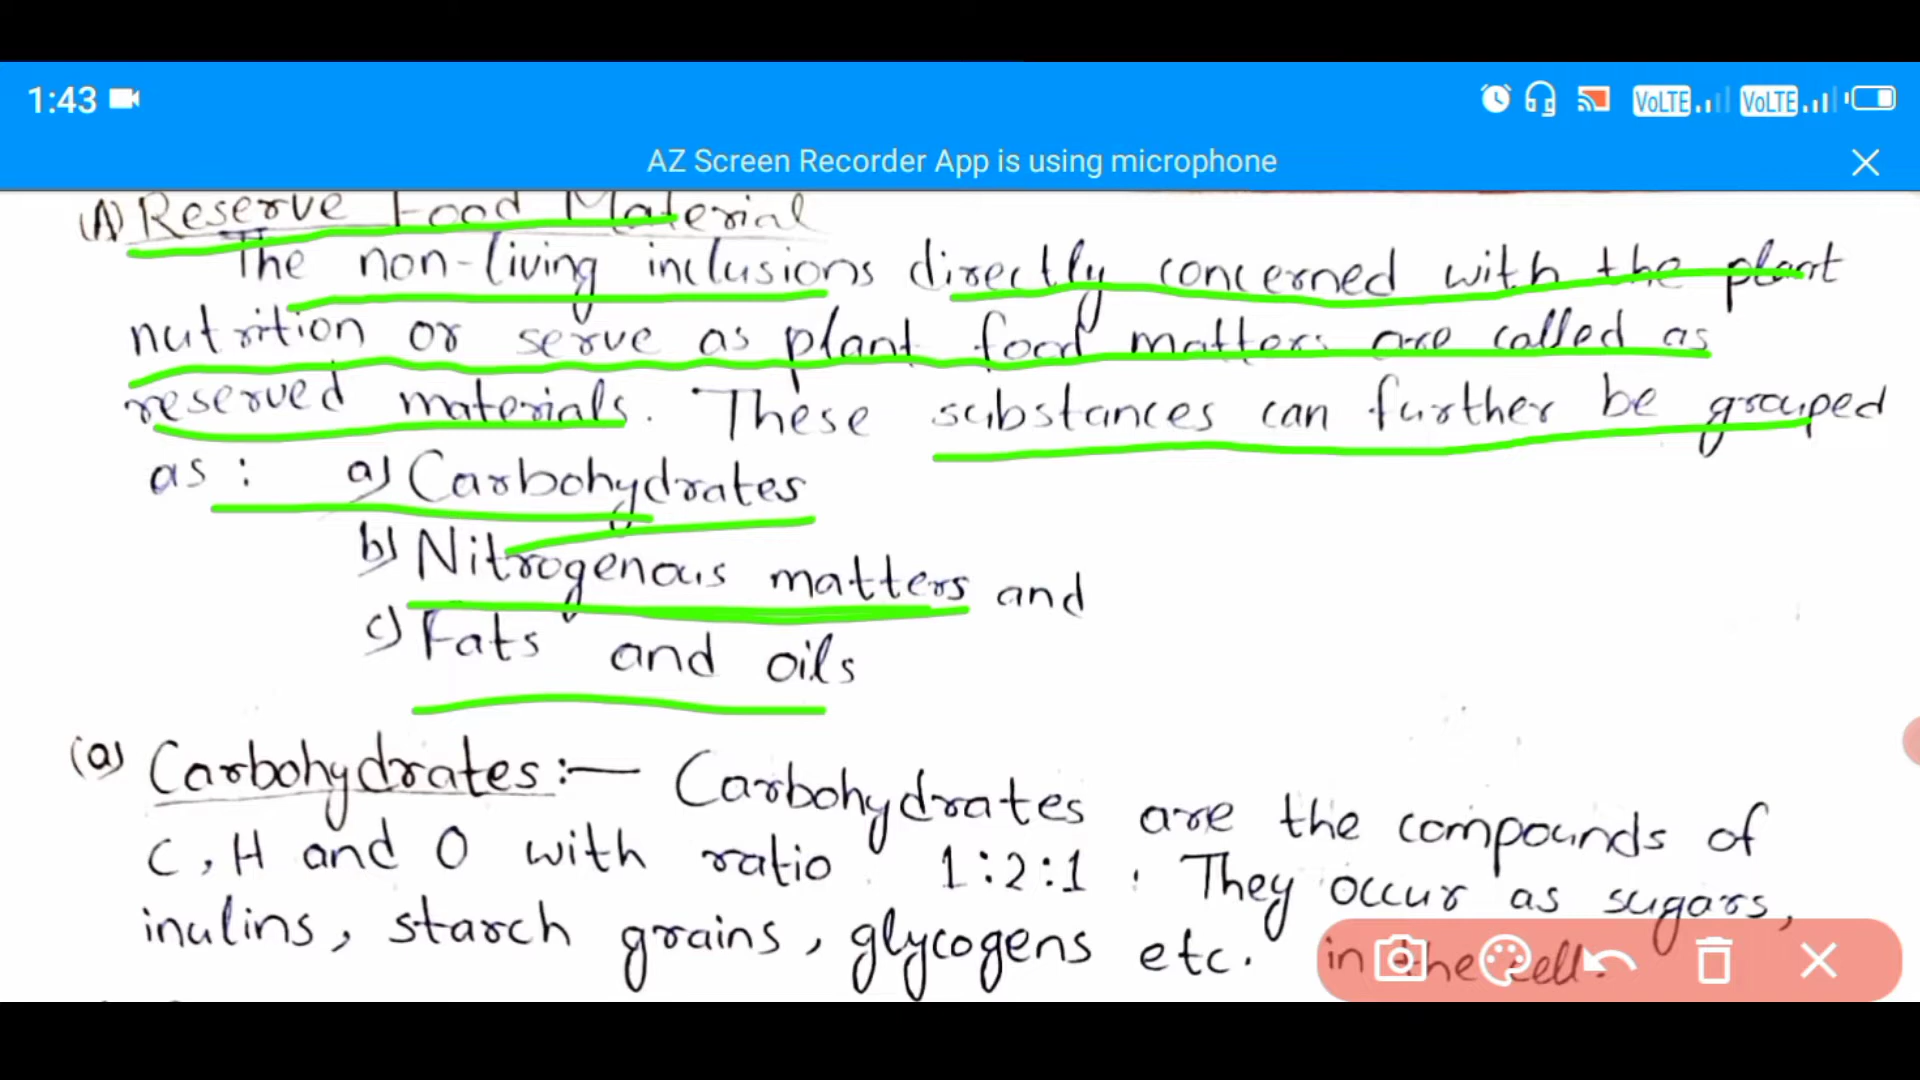 1:43
VoLTE VoLTE
AZ Screen Recorder App is using microphone
(A) Reserve Food Material
The non-living inclusions directly concerned with the plant
nutrition or serve as plant food matters are called as
reserved materials. These substances can further be grouped
as : a) Carbohydrates
b) Nitrogenous matters and
c) Fats and oils
(a) Carbohydrates :— Carbohydrates are the compounds of
C, H and O with ratio 1:2:1. They occur as sugars,
inulins, starch grains, glycogens etc. in the cell.